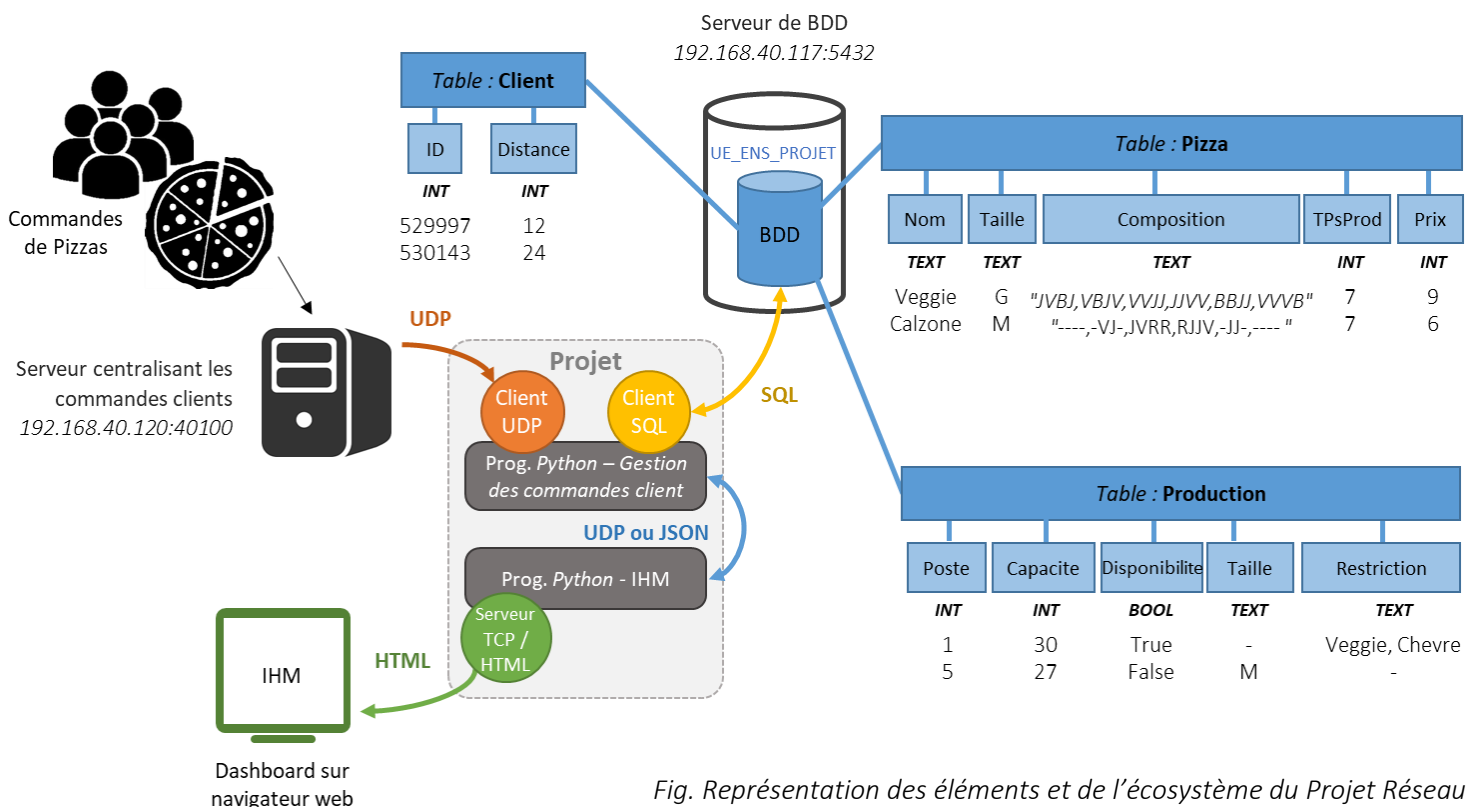 Serveur de BDD
192.168.40.117:5432
Table : Client
ID Distance
INT INT
529997 12
530143 24
UE_ENS_PROJET
BDD
Table : Pizza
Nom Taille Composition TPsProd Prix
TEXT TEXT TEXT INT INT
Veggie G "JVBJ,VBJV,VVJJ,JJVV,BBJJ,VVVB" 7 9
Calzone M "----,-VJ-,JVRR,RJJV,-JJ-,---- " 7 6
Commandes
de Pizzas
Serveur centralisant les
commandes clients
192.168.40.120:40100
UDP
Projet
Client
UDP
Client
SQL
SQL
Prog. Python – Gestion
des commandes client
UDP ou JSON
Prog. Python - IHM
Serveur
TCP /
HTML
HTML
IHM
Dashboard sur
navigateur web
Table : Production
Poste Capacite Disponibilite Taille Restriction
INT INT BOOL TEXT TEXT
1 30 True - Veggie, Chevre
5 27 False M -
Fig. Représentation des éléments et de l'écosystème du Projet Réseau